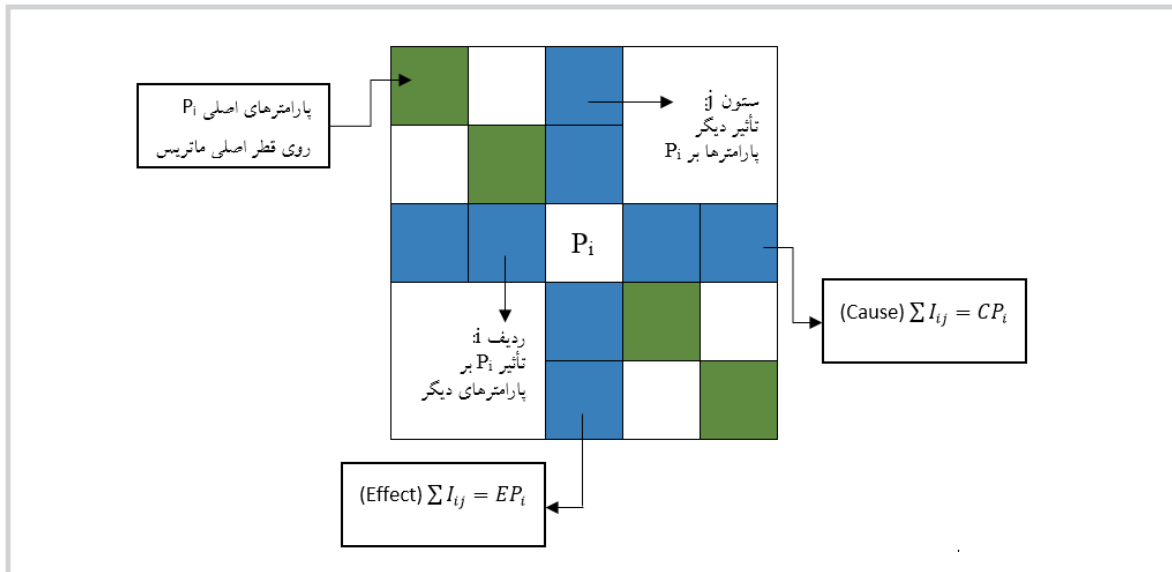 پارامترهای اصلی Pi
روی قطر اصلی ماتریس
ستون j:
تأثیر دیگر
پارامترها بر Pi
Pi
(Cause) ∑ Iij = CPi
ردیف i:
تأثیر Pi بر
پارامترهای دیگر
(Effect) ∑ Iij = EPi